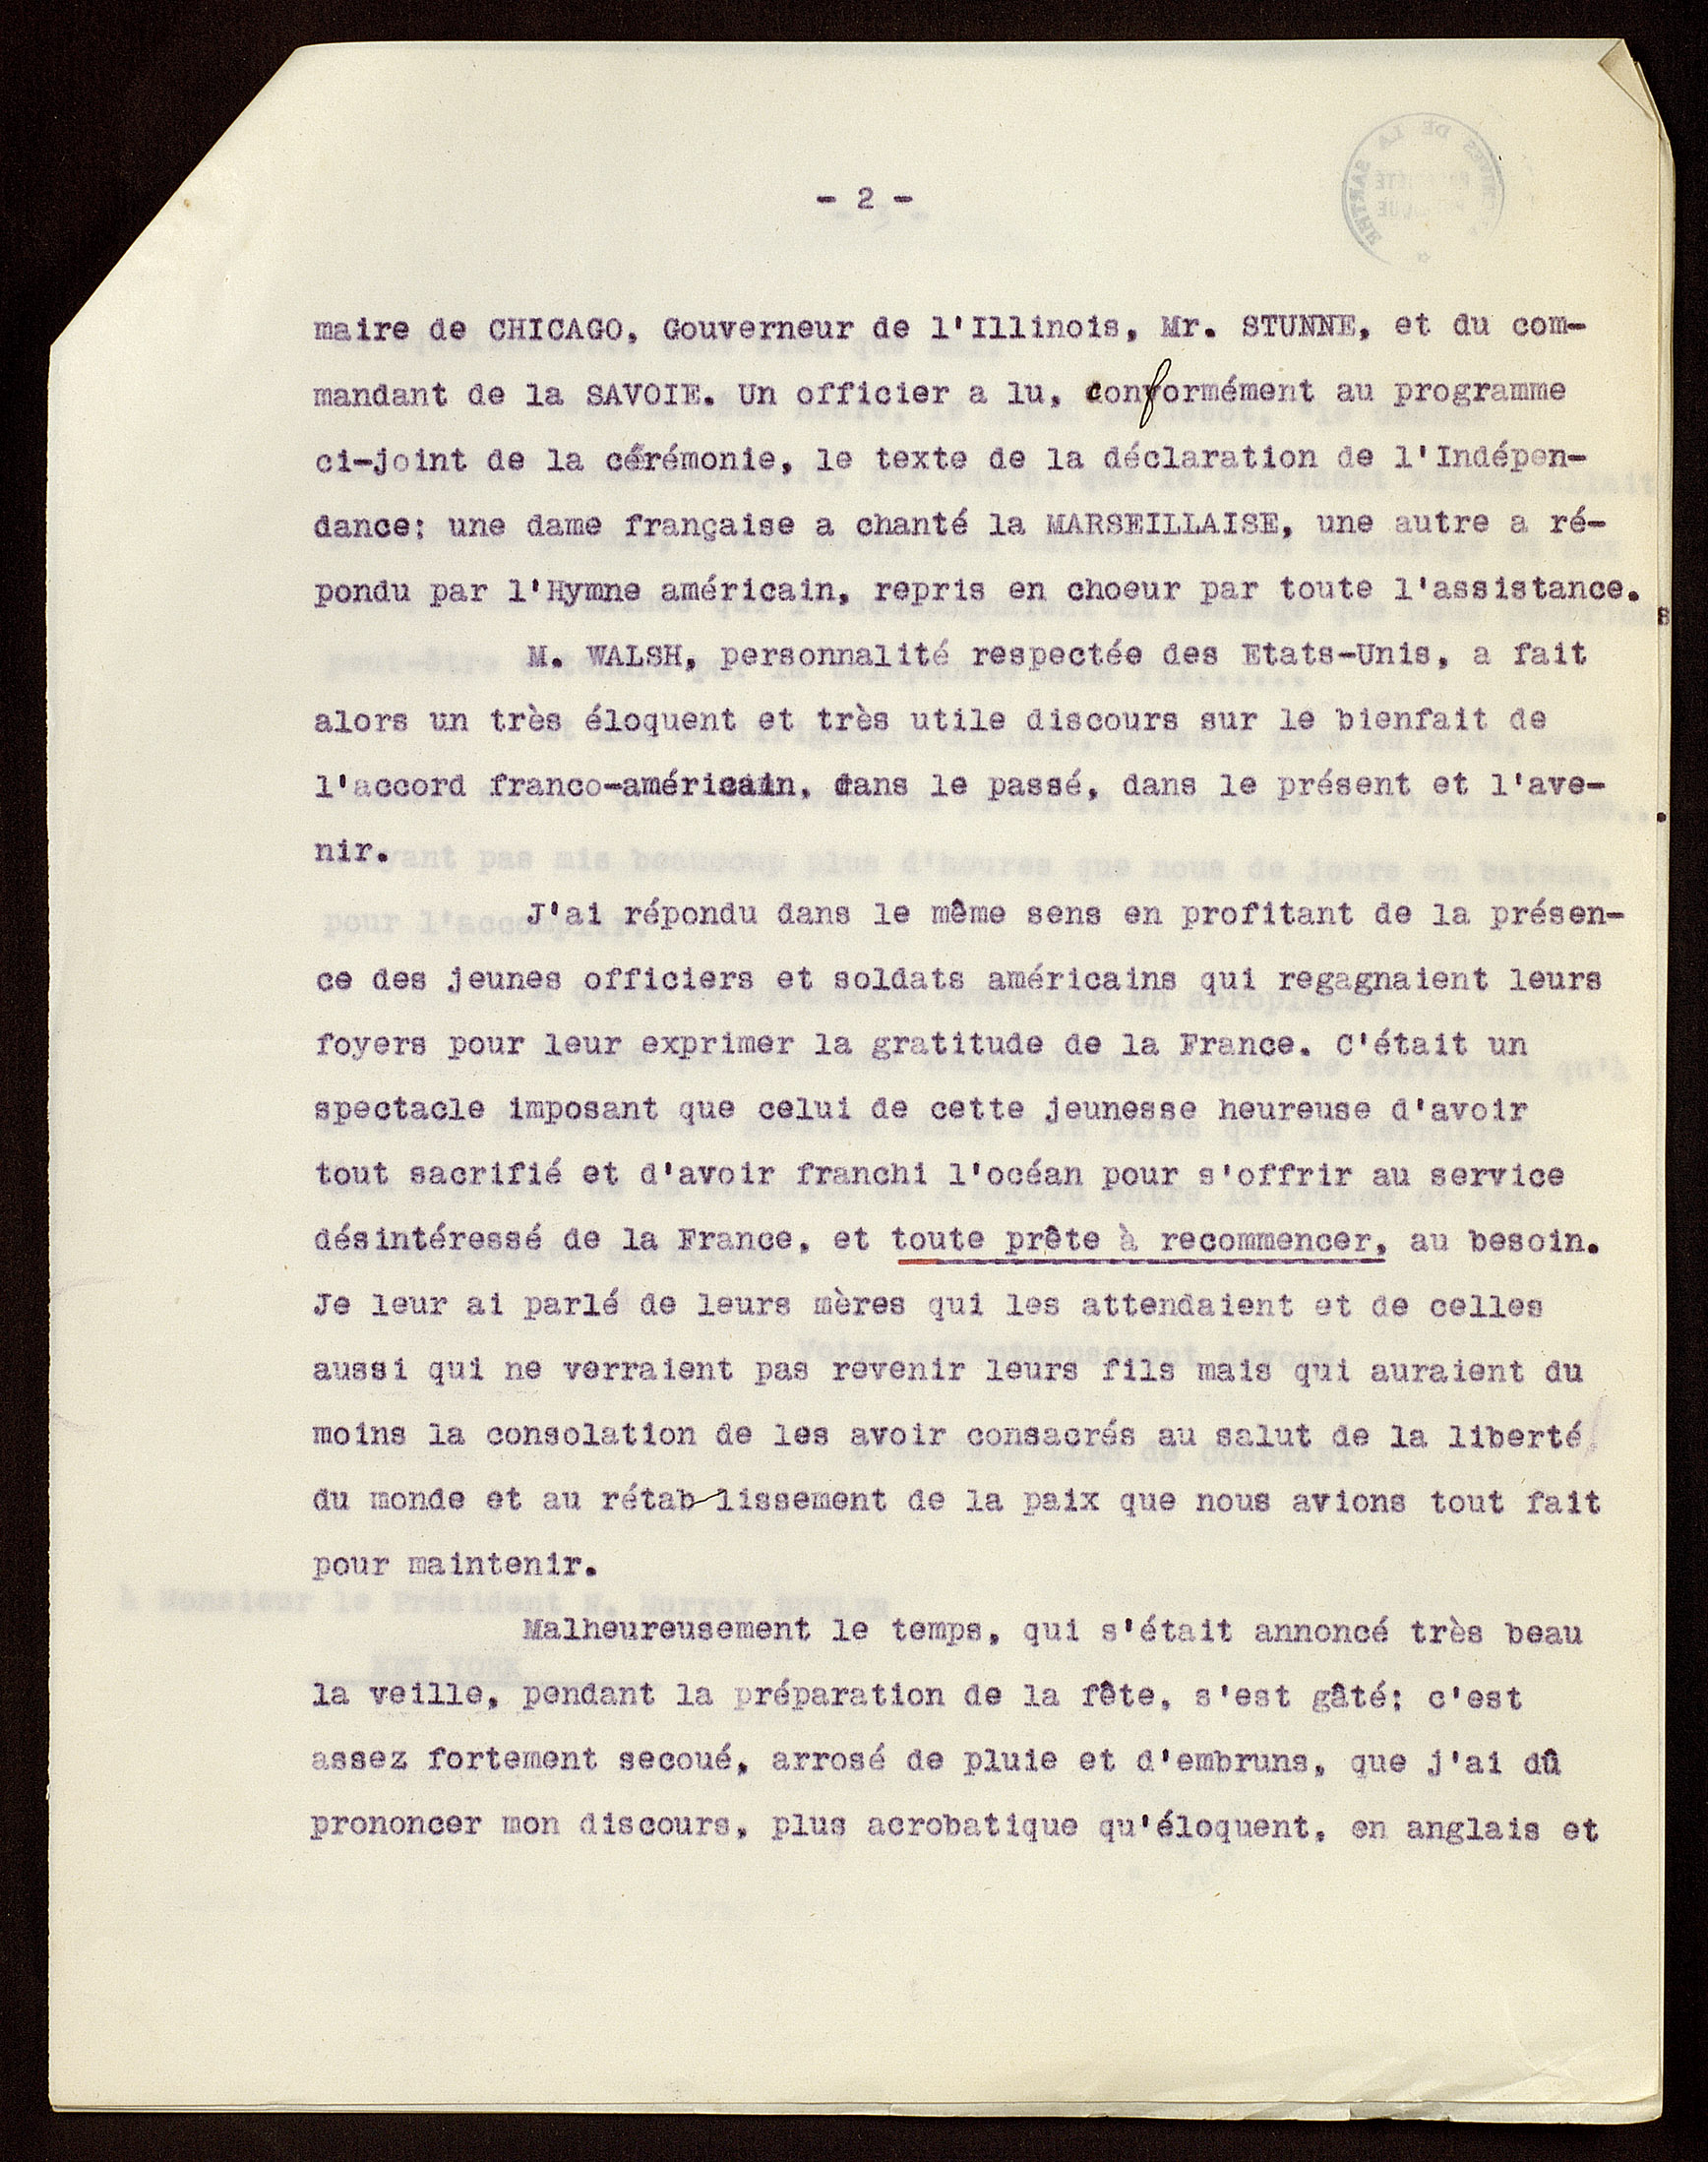 - 2 -
maire de CHICAGO, Gouverneur de l'Illinois, Mr. STUNNE, et du com-
mandant de la SAVOIE. Un officier a lu, conformément au programme
ci-joint de la cérémonie, le texte de la déclaration de l'Indépen-
dance; une dame française a chanté la MARSEILLAISE, une autre a ré-
pondu par l'Hymne américain, repris en choeur par toute l'assistance.
M. WALSH, personnalité respectée des Etats-Unis, a fait
alors un très éloquent et très utile discours sur le bienfait de
l'accord franco-américain, dans le passé, dans le présent et l'ave-
nir.
J'ai répondu dans le même sens en profitant de la présen-
ce des jeunes officiers et soldats américains qui regagnaient leurs
foyers pour leur exprimer la gratitude de la France. C'était un
spectacle imposant que celui de cette jeunesse heureuse d'avoir
tout sacrifié et d'avoir franchi l'océan pour s'offrir au service
désintéressé de la France, et toute prête à recommencer, au besoin.
Je leur ai parlé de leurs mères qui les attendaient et de celles
aussi qui ne verraient pas revenir leurs fils mais qui auraient du
moins la consolation de les avoir consacrés au salut de la liberté
du monde et au rétablissement de la paix que nous avions tout fait
pour maintenir.
Malheureusement le temps, qui s'était annoncé très beau
la veille, pendant la préparation de la fête, s'est gâté; c'est
assez fortement secoué, arrosé de pluie et d'embruns, que j'ai dû
prononcer mon discours, plus acrobatique qu'éloquent, en anglais et